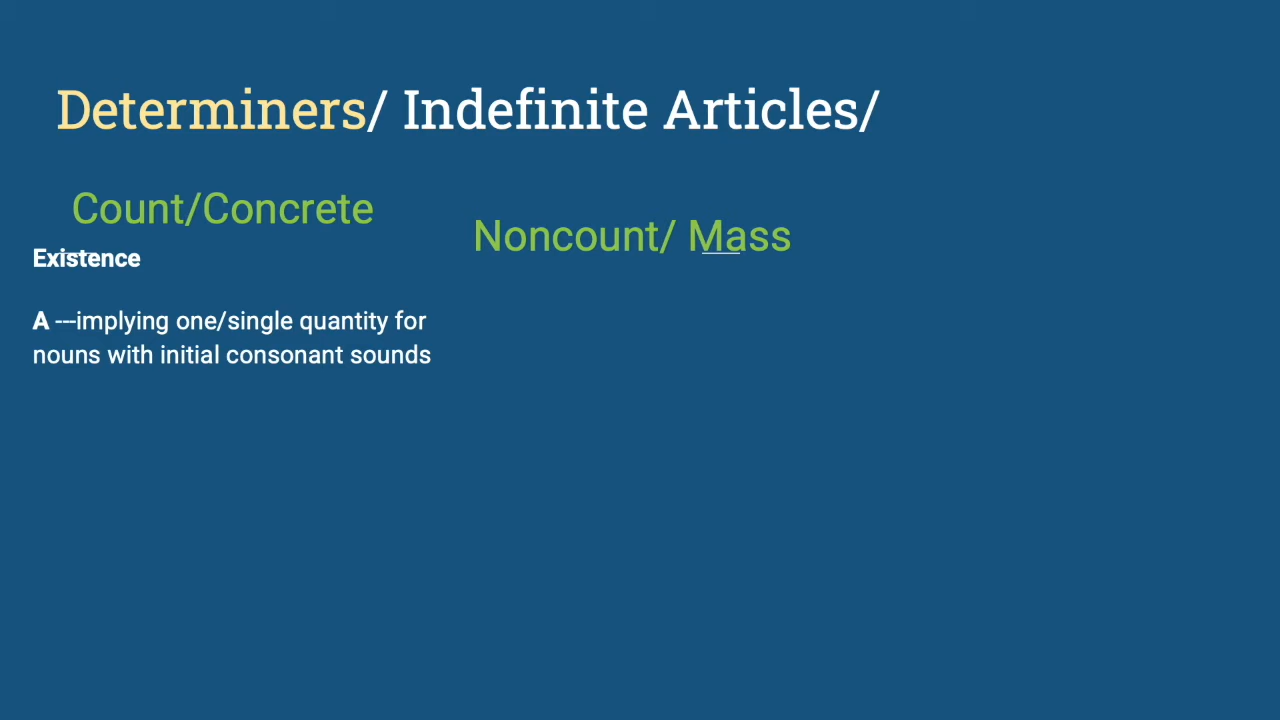 Determiners/ Indefinite Articles/
Count/Concrete
Noncount/ Mass
Existence
A ---implying one/single quantity for
nouns with initial consonant sounds